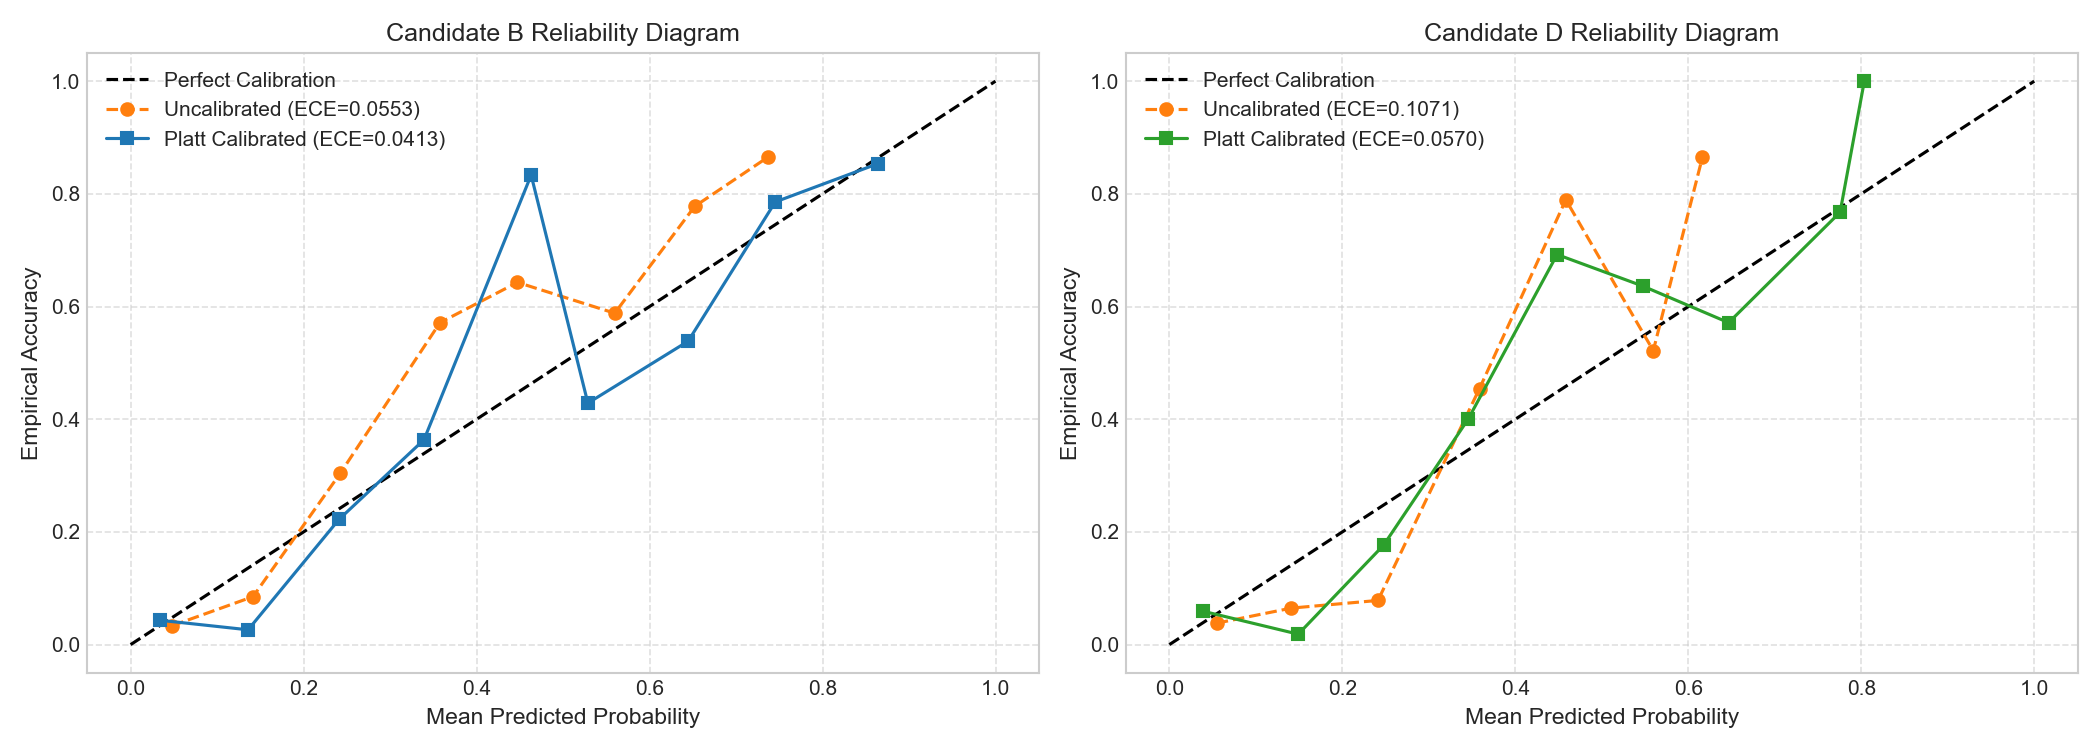 Candidate B Reliability Diagram
Perfect Calibration
Uncalibrated (ECE=0.0553)
Platt Calibrated (ECE=0.0413)
1.0
0.8
0.6
0.4
0.2
0.0
Empirical Accuracy
0.0 0.2 0.4 0.6 0.8 1.0
Mean Predicted Probability
Candidate D Reliability Diagram
Perfect Calibration
Uncalibrated (ECE=0.1071)
Platt Calibrated (ECE=0.0570)
1.0
0.8
0.6
0.4
0.2
0.0
Empirical Accuracy
0.0 0.2 0.4 0.6 0.8 1.0
Mean Predicted Probability